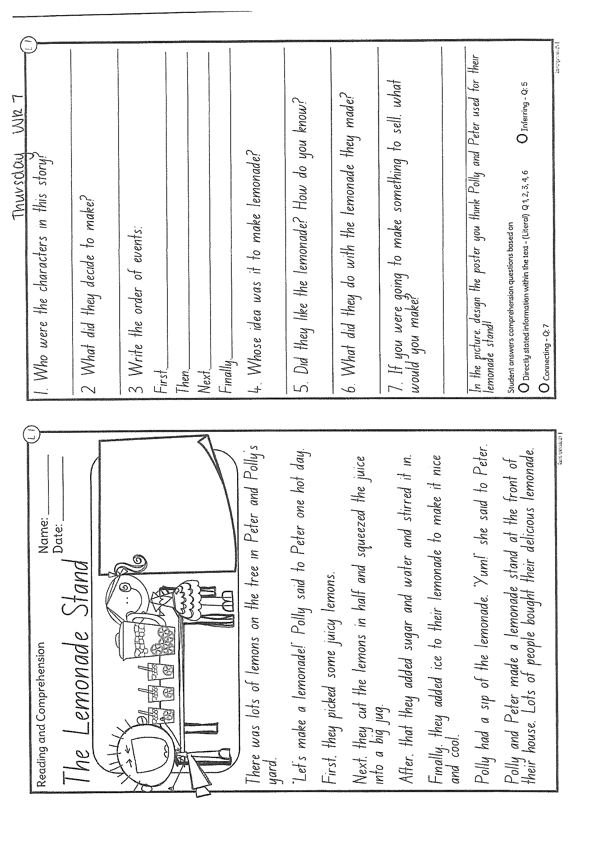 Reading and Comprehension
Name:
Date:
L1
The Lemonade Stand
There was lots of lemons on the tree in Peter and Polly's
yard.
"Let's make a lemonade!" Polly said to Peter one hot day.
First, they picked some juicy lemons.
Next, they cut the lemons in half and squeezed the juice
into a big jug.
After, that they added sugar and water and stirred it in.
Finally, they added ice to their lemonade to make it nice
and cool.
Polly had a sip of the lemonade. "Yum!" she said to Peter.
Polly and Peter made a lemonade stand at the front of
their house. Lots of people bought their delicious lemonade.
Thursday WK 7
L1
1. Who were the characters in this story?
2 What did they decide to make?
3 Write the order of events:
First
Then
Next
Finally
4. Whose idea was it to make lemonade?
5. Did they like the lemonade? How do you know?
6. What did they do with the lemonade they made?
7. If you were going to make something to sell, what
would you make?
In the picture, design the poster you think Polly and Peter used for their
lemonade stand!
Student answers comprehension questions based on
Directly stated information within the text - (Literal) Q 1, 2, 3, 4, 6
Inferring - Q: 5
Connecting - Q: 7